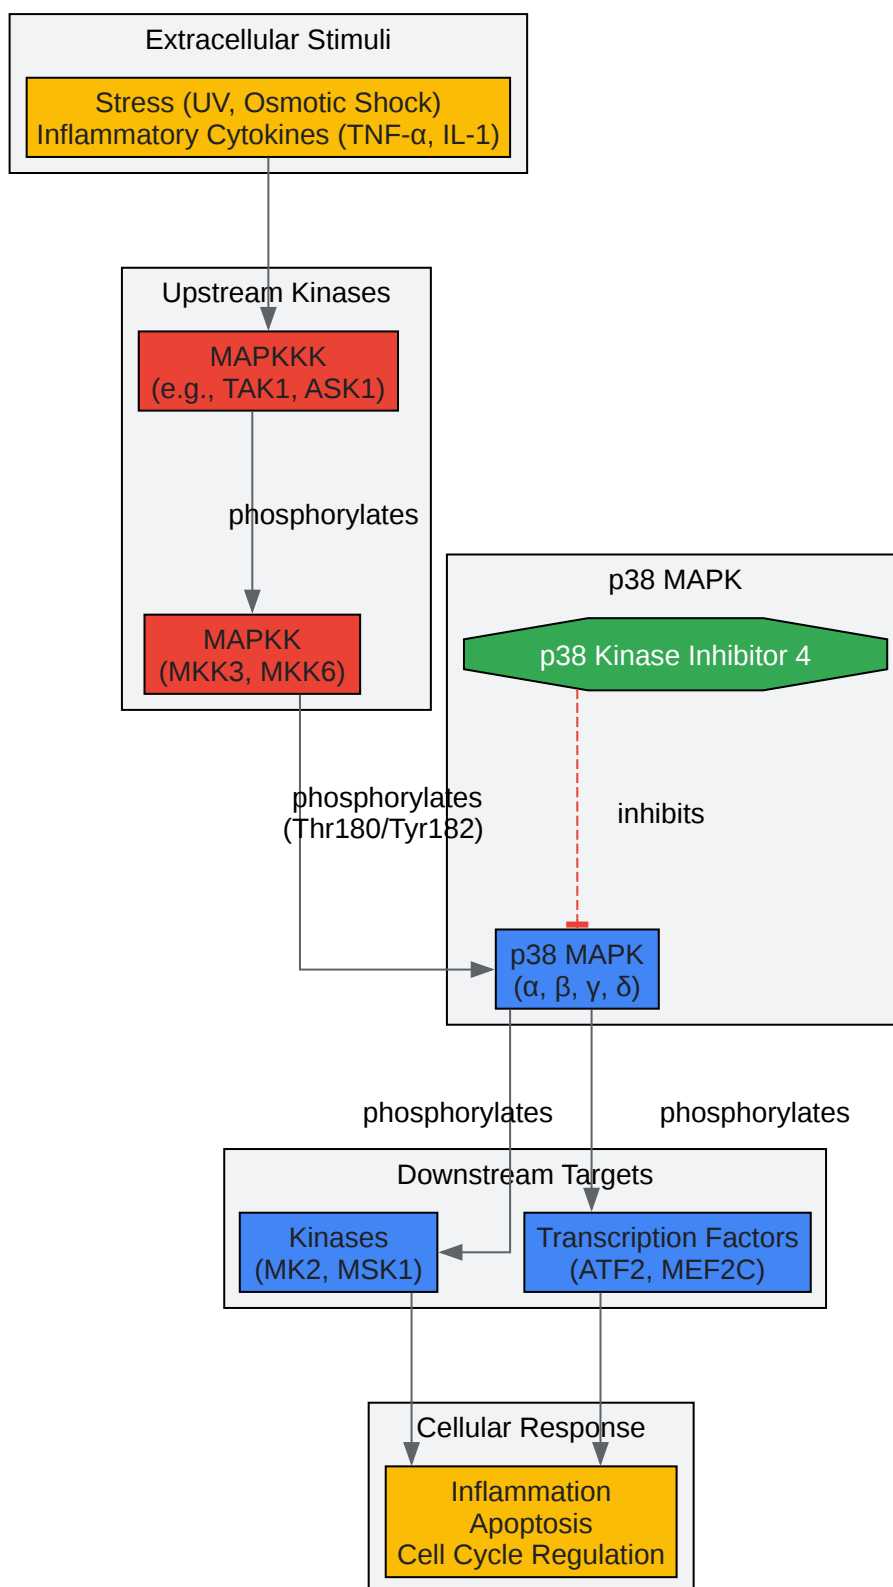 Extracellular Stimuli
Stress (UV, Osmotic Shock)
Inflammatory Cytokines (TNF-α, IL-1)
Upstream Kinases
MAPKKK
(e.g., TAK1, ASK1)
phosphorylates
MAPKK
(MKK3, MKK6)
p38 MAPK
p38 Kinase Inhibitor 4
phosphorylates
(Thr180/Tyr182)
inhibits
p38 MAPK
(α, β, γ, δ)
phosphorylates
phosphorylates
Downstream Targets
Kinases
(MK2, MSK1)
Transcription Factors
(ATF2, MEF2C)
Cellular Response
Inflammation
Apoptosis
Cell Cycle Regulation